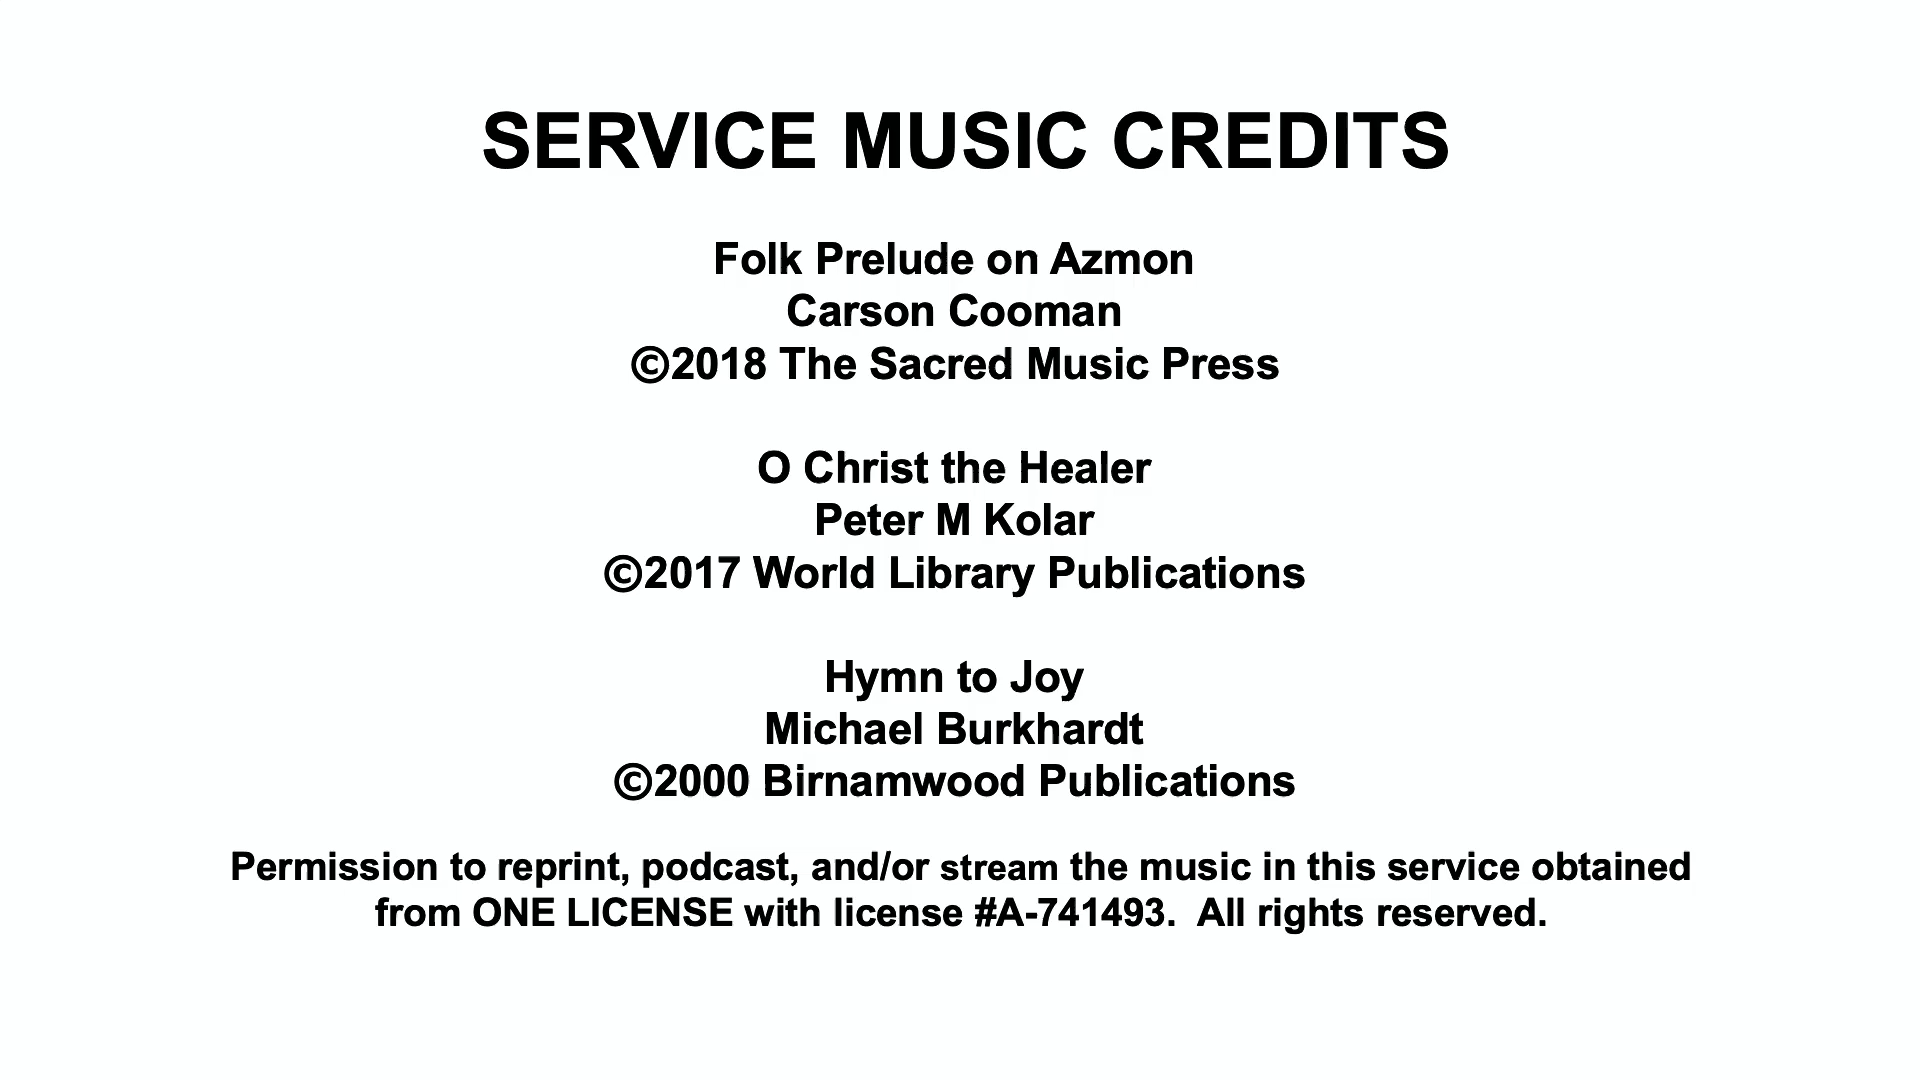 SERVICE MUSIC CREDITS
Folk Prelude on Azmon
Carson Cooman
©2018 The Sacred Music Press
O Christ the Healer
Peter M Kolar
©2017 World Library Publications
Hymn to Joy
Michael Burkhardt
©2000 Birnamwood Publications
Permission to reprint, podcast, and/or stream the music in this service obtained
from ONE LICENSE with license #A-741493.  All rights reserved.